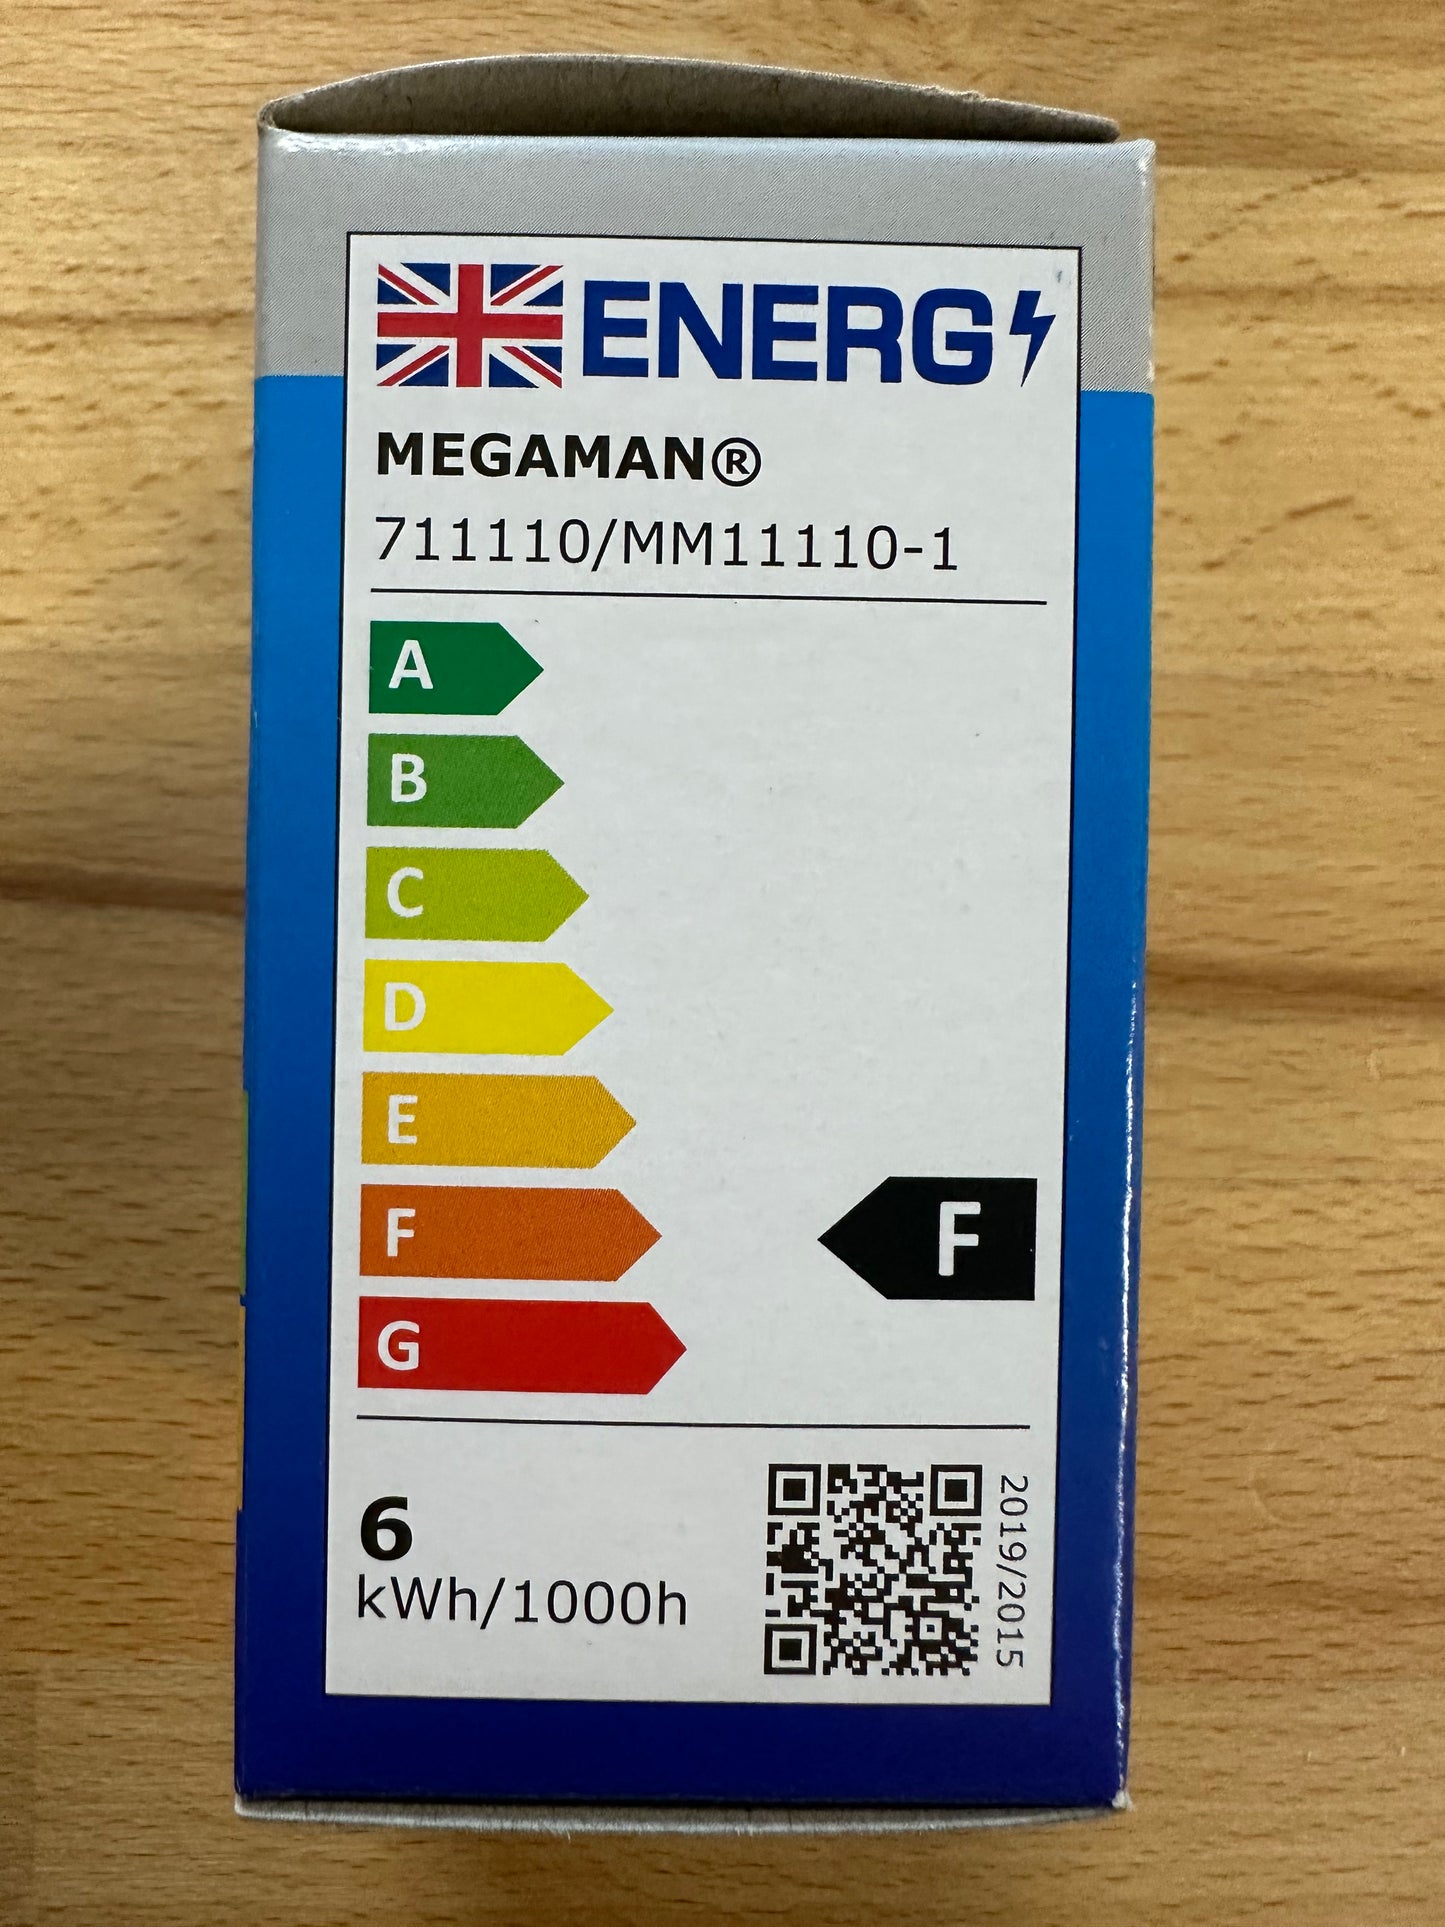 ENERG
MEGAMAN®
711110/MM11110-1
A
B
C
D
E
F
F
G
6
kWh/1000h
2019/2015